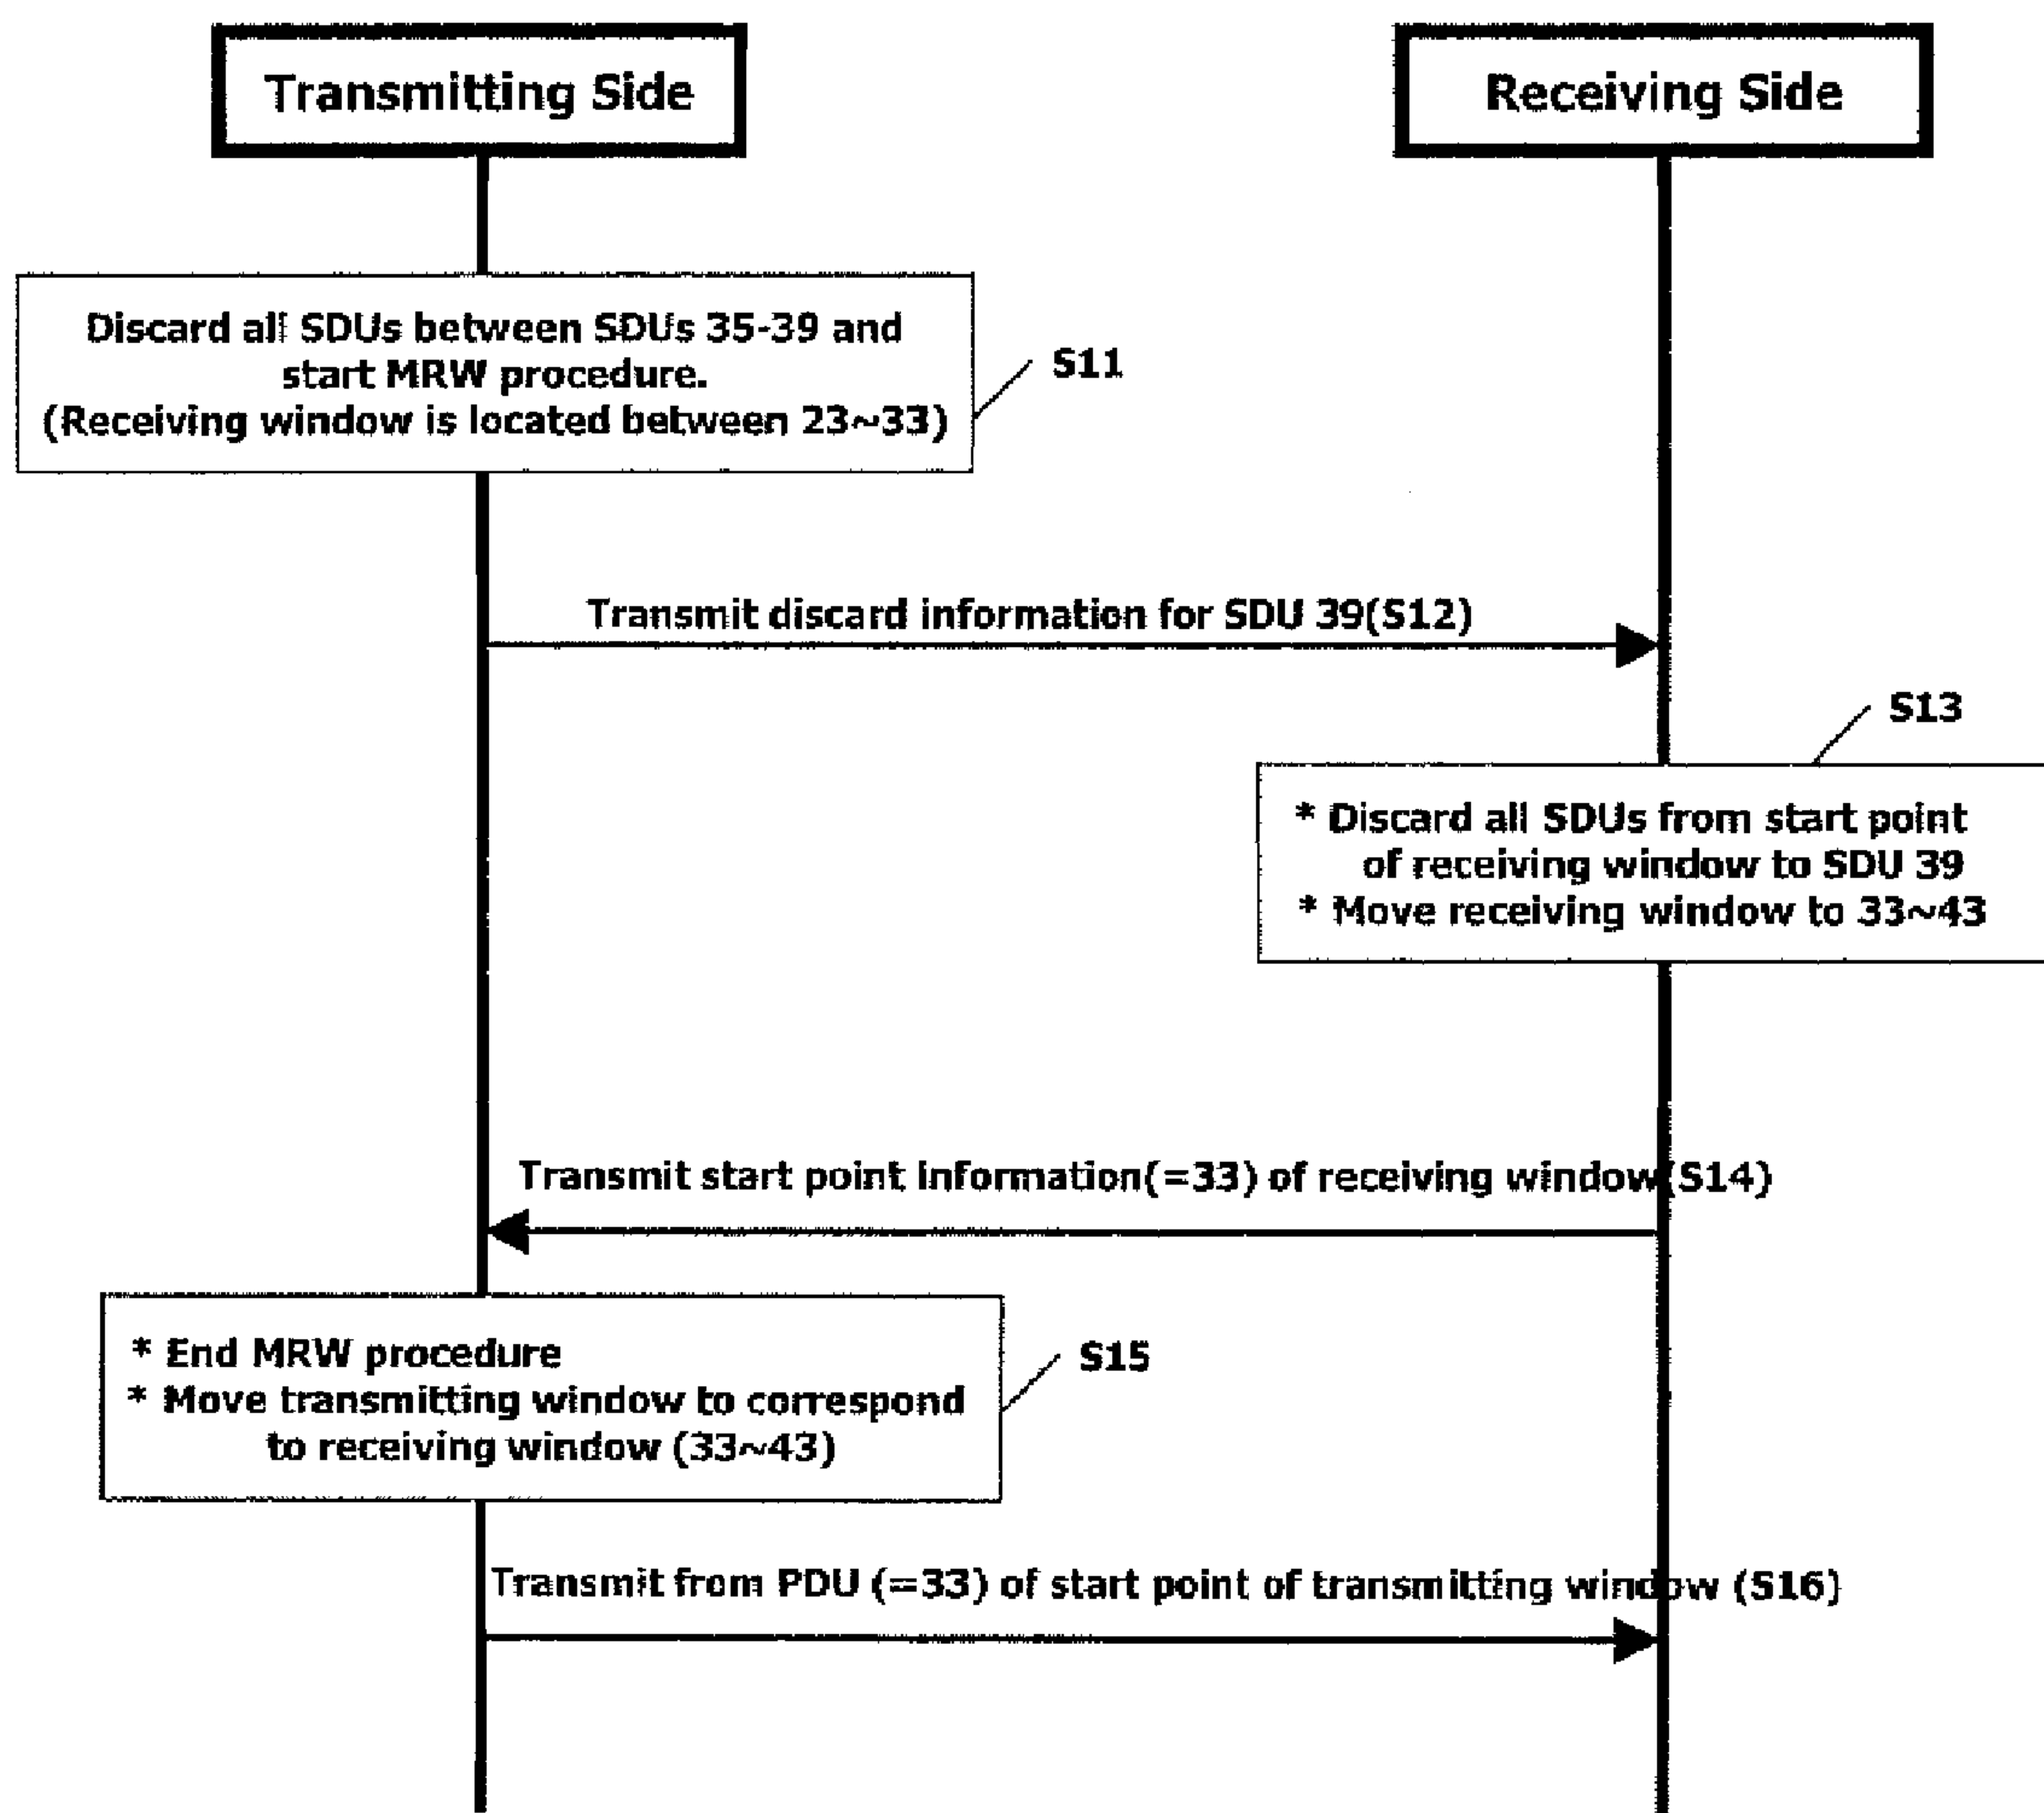 Transmitting Side
Receiving Side
Discard all SDUs between SDUs 35-39 and
start MRW procedure.
(Receiving window is located between 23~33)
S11
Transmit discard information for SDU 39(S12)
S13
* Discard all SDUs from start point
of receiving window to SDU 39
* Move receiving window to 33~43
Transmit start point information(=33) of receiving window(S14)
* End MRW procedure
* Move transmitting window to correspond
to receiving window (33~43)
S15
Transmit from PDU (=33) of start point of transmitting window (S16)